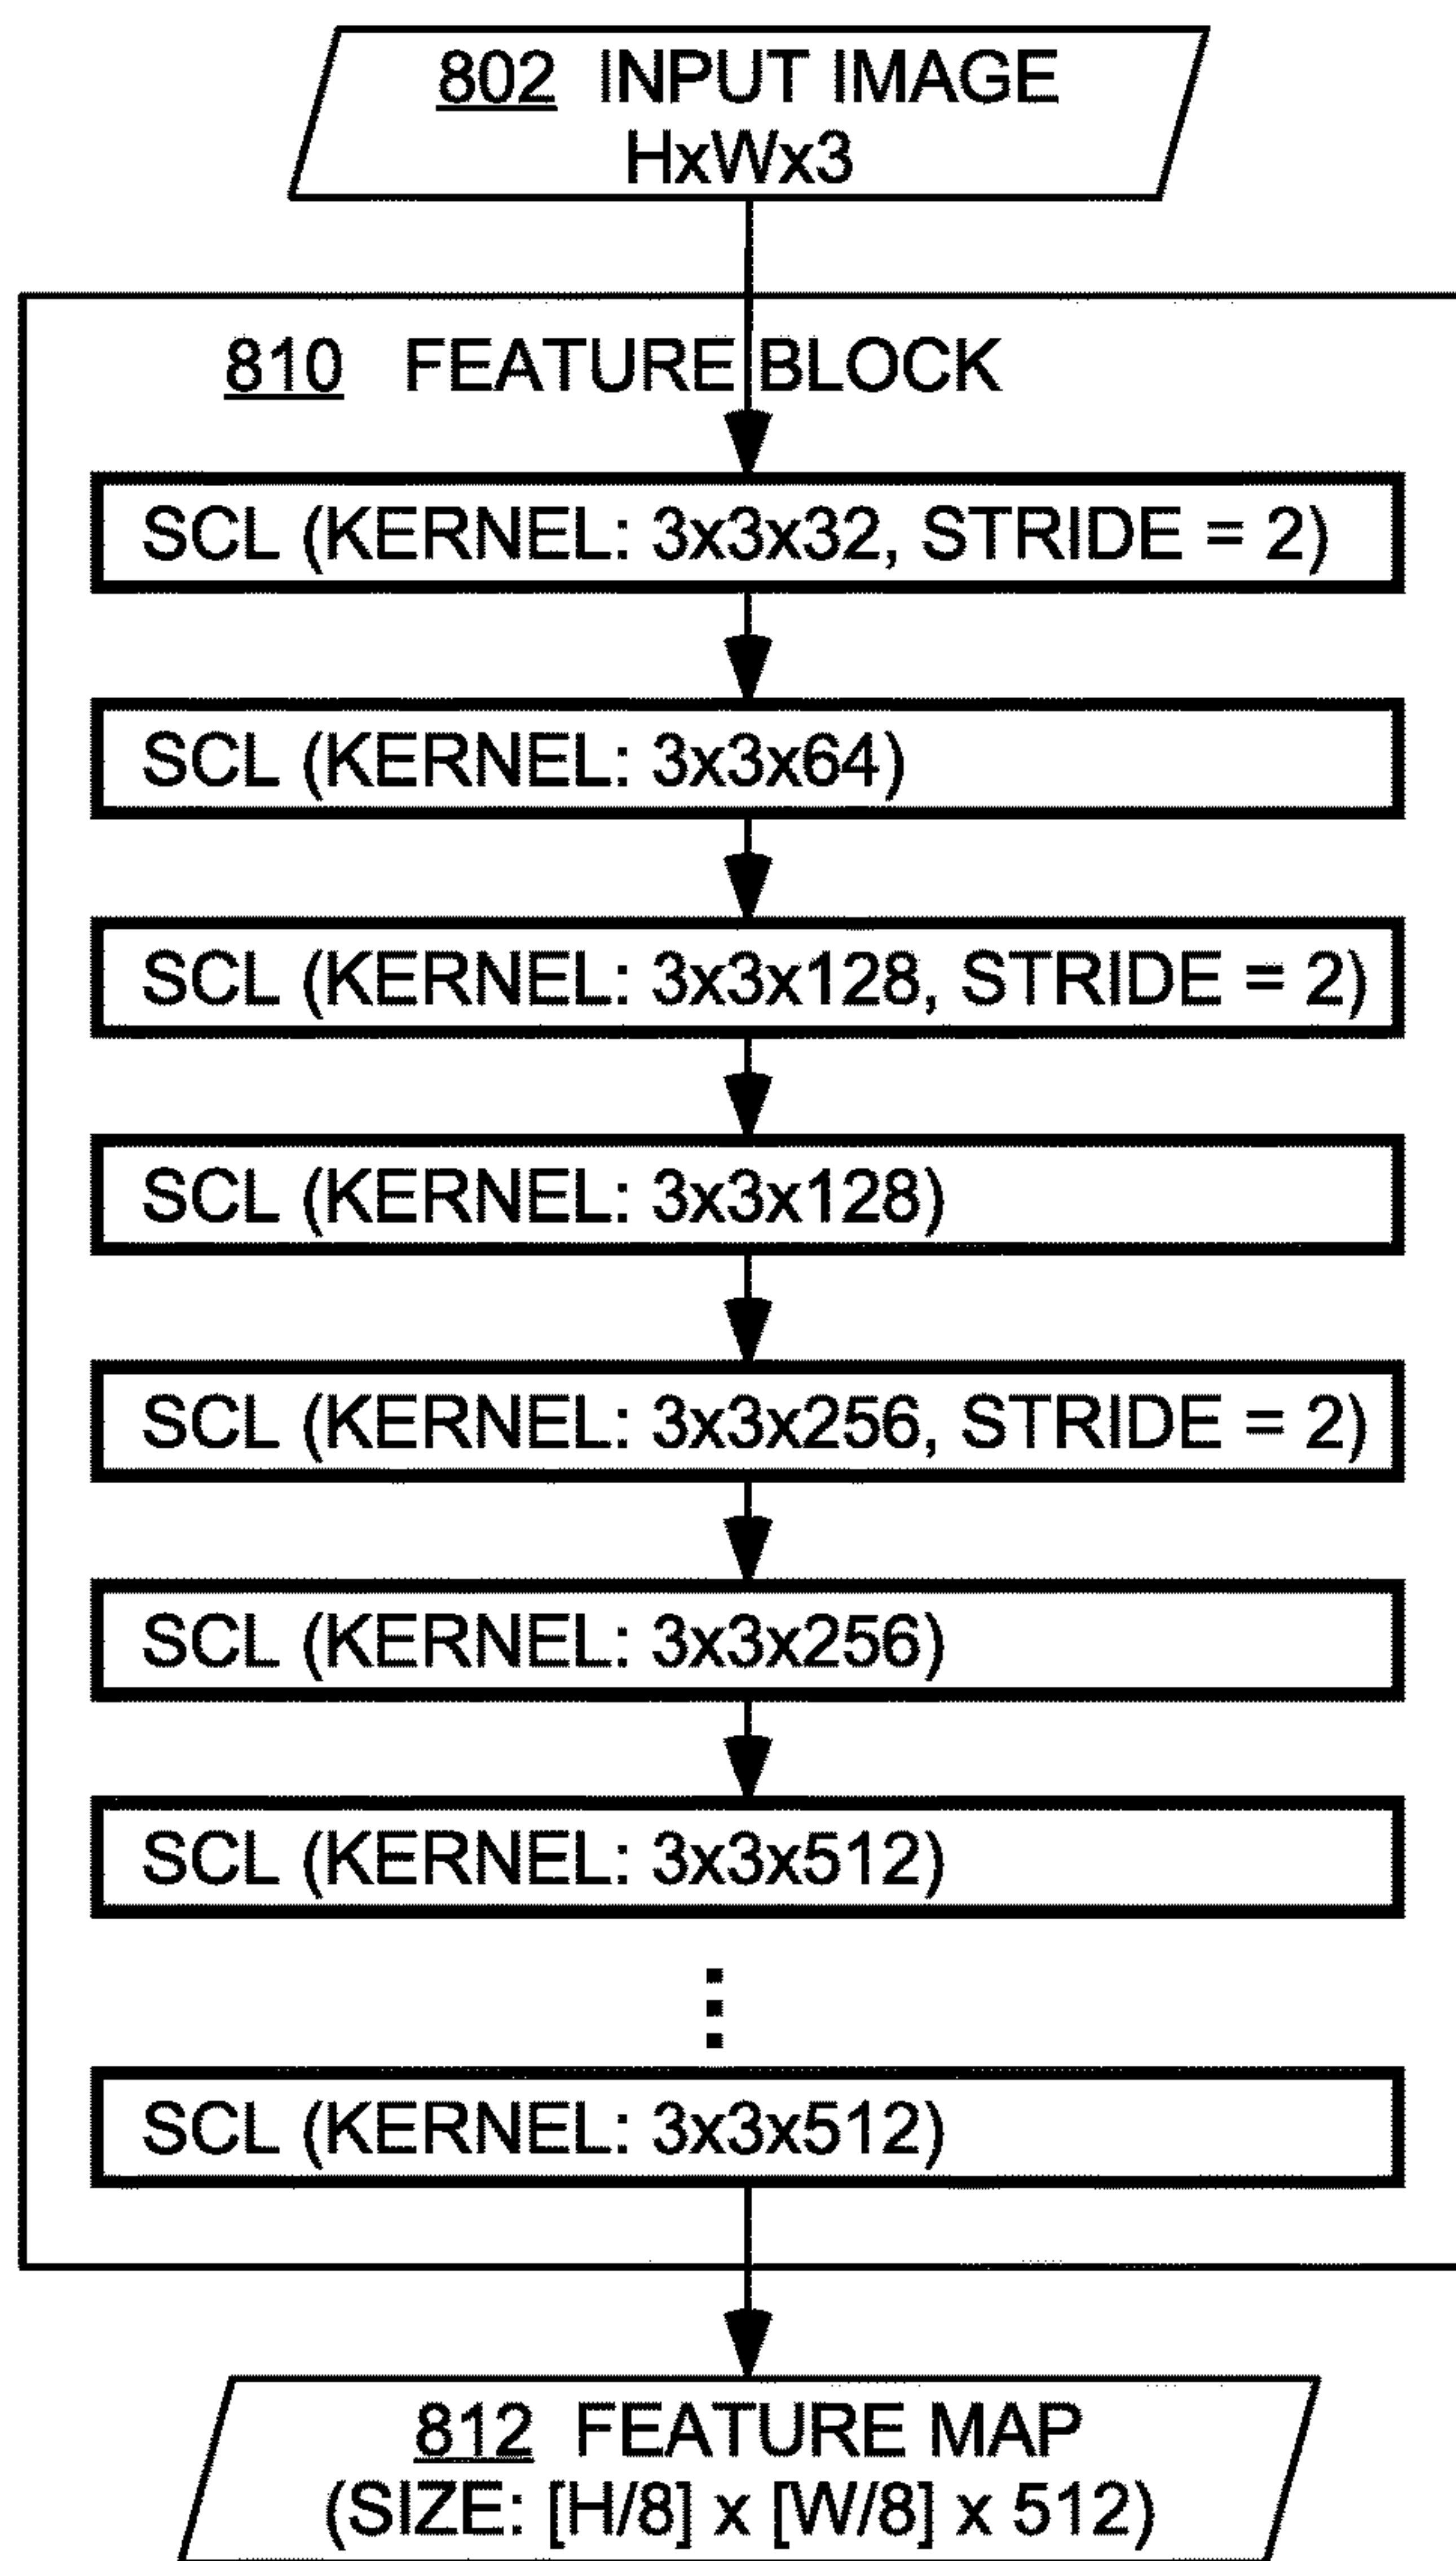 802 INPUT IMAGE
HxWx3
810 FEATURE BLOCK
SCL (KERNEL: 3x3x32, STRIDE = 2)
SCL (KERNEL: 3x3x64)
SCL (KERNEL: 3x3x128, STRIDE = 2)
SCL (KERNEL: 3x3x128)
SCL (KERNEL: 3x3x256, STRIDE = 2)
SCL (KERNEL: 3x3x256)
SCL (KERNEL: 3x3x512)
⋮
SCL (KERNEL: 3x3x512)
812 FEATURE MAP
(SIZE: [H/8] x [W/8] x 512)